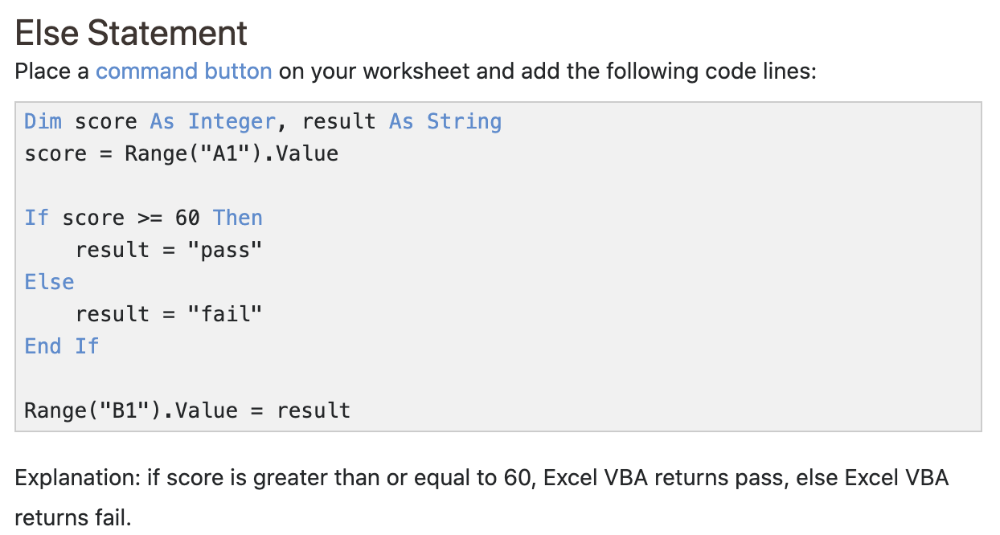 Else Statement
Place a command button on your worksheet and add the following code lines:
Dim score As Integer, result As String
score = Range("A1").Value
If score >= 60 Then
    result = "pass"
Else
    result = "fail"
End If
Range("B1").Value = result
Explanation: if score is greater than or equal to 60, Excel VBA returns pass, else Excel VBA
returns fail.